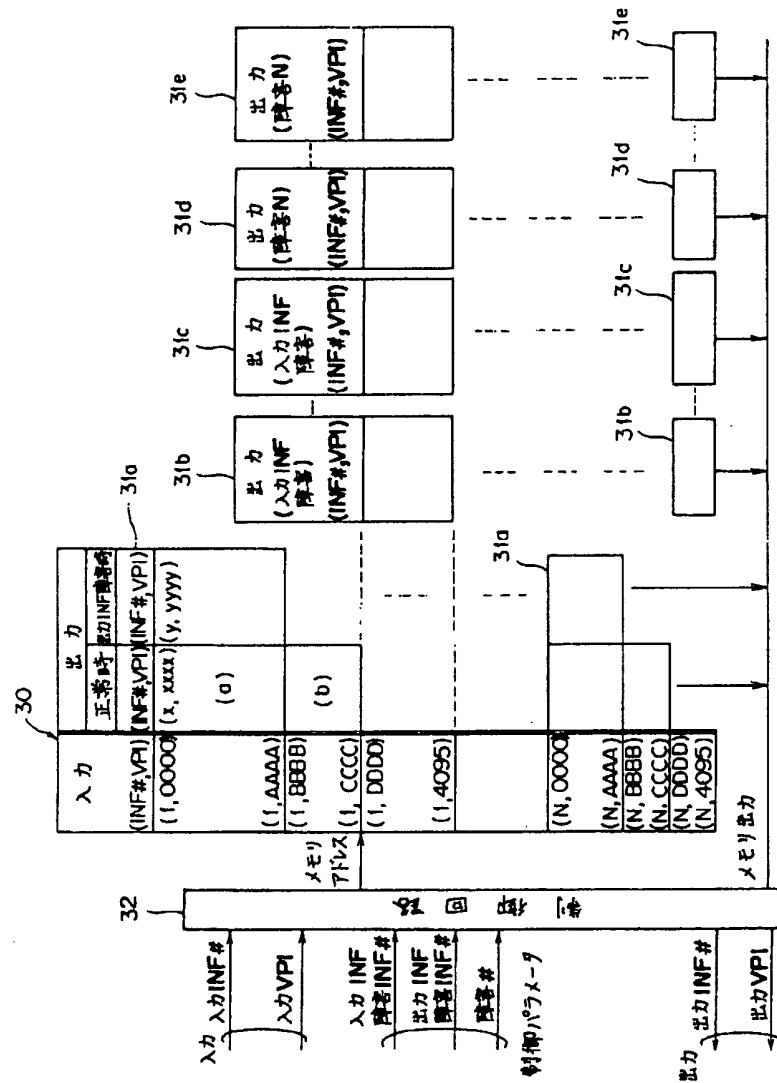 30
入力
(INF#,VPI)
(1,0000)
(1,AAAA)
(1,BBBB)
(1,CCCC)
(1,DDDD)
(1,4095)
(N,0000)
(N,AAAA)
(N,BBBB)
(N,CCCC)
(N,DDDD)
(N,4095)
出力
正常時
出力INF障害時
(INF#,VPI)
(INF#,VPI)
(x,xxxx)
(y,yyyy)
(a)
(b)
31a
31a
31b
出力
(入力INF
障害)
(INF#,VPI)
31c
出力
(入力INF
障害)
(INF#,VPI)
31d
出力
(障害N)
(INF#,VPI)
31e
出力
(障害N)
(INF#,VPI)
31b
31c
31d
31e
メモリ
アドレス
メモリ出力
32
制御回路
入力
入力INF#
入力VPI
入力INF
障害INF#
出力INF
障害INF#
障害#
制御パラメータ
出力
出力INF#
出力VPI